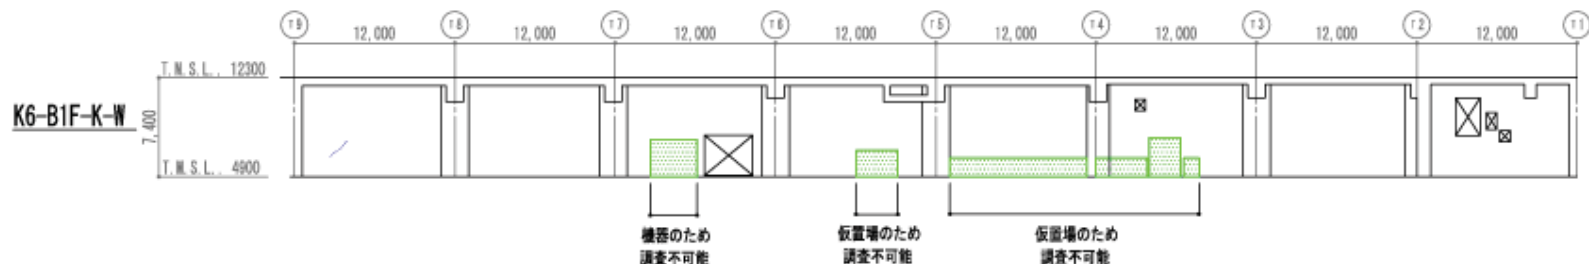 T9 T8 T7 T6 T5 T4 T3 T2 T1
12,000 12,000 12,000 12,000 12,000 12,000 12,000 12,000
T.M.S.L., 12300
K6-B1F-K-W
7,400
T.M.S.L., 4900
機器のため
調査不可能
仮置場のため
調査不可能
仮置場のため
調査不可能